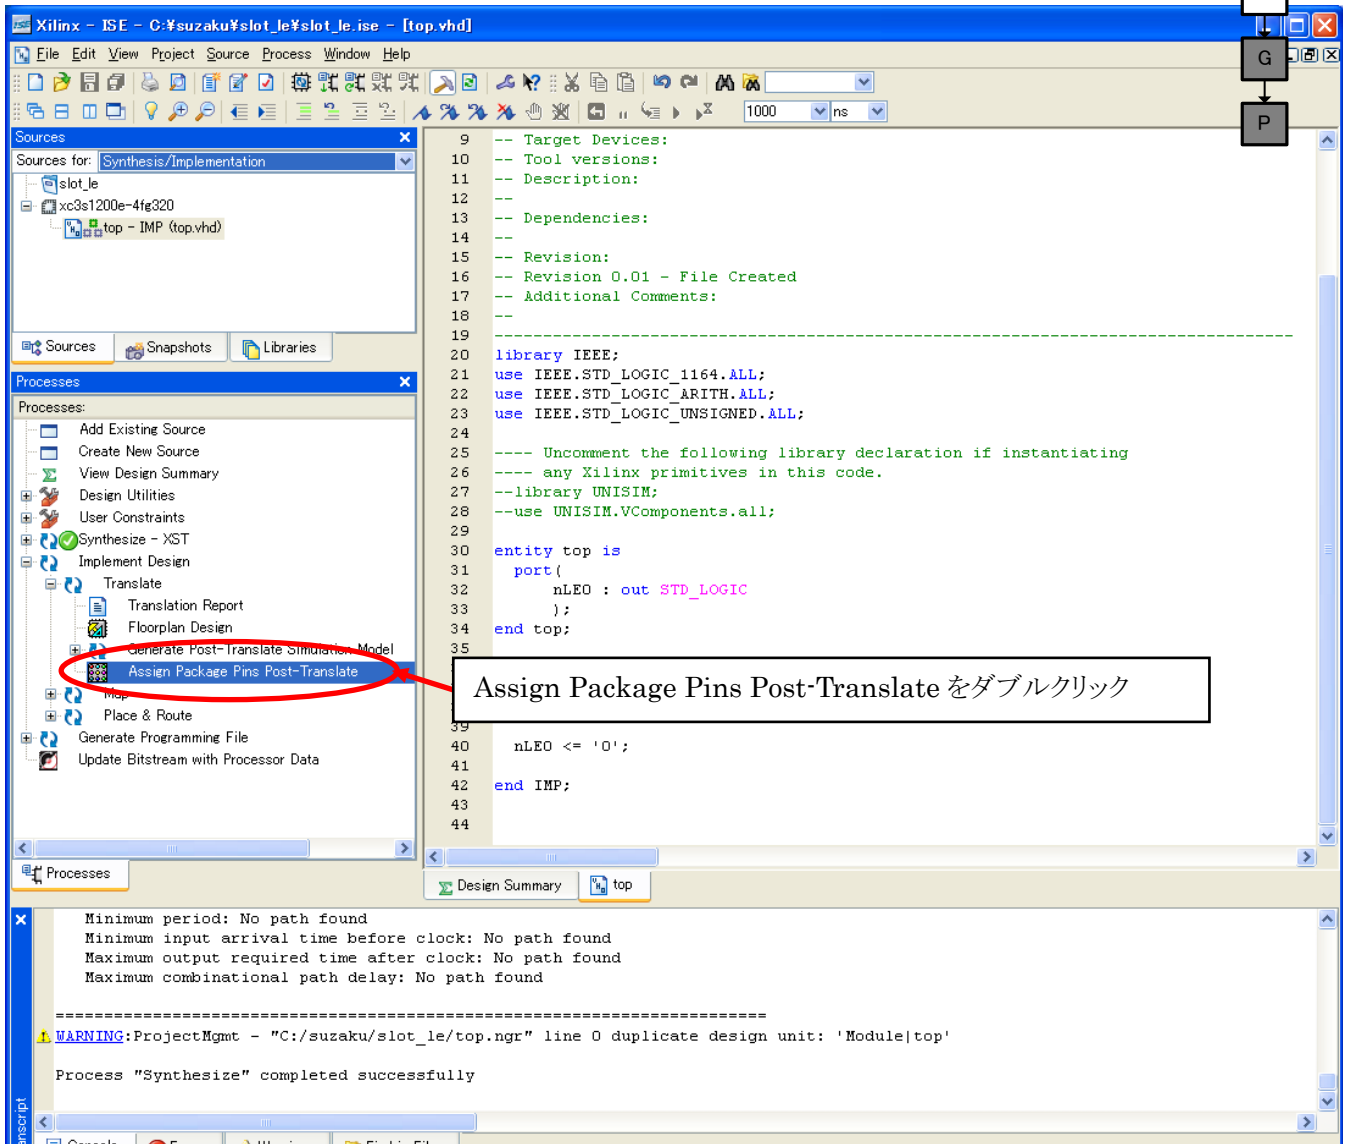 Xilinx - ISE - C:¥suzaku¥slot_le¥slot_le.ise - [top.vhd]
File Edit View Project Source Process Window Help
G
P
1000 ns
Sources
Sources for: Synthesis/Implementation
slot_le
xc3s1200e-4fg320
top - IMP (top.vhd)
Sources Snapshots Libraries
Processes
Processes:
Add Existing Source
Create New Source
View Design Summary
Design Utilities
User Constraints
Synthesize - XST
Implement Design
Translate
Translation Report
Floorplan Design
Generate Post-Translate Simulation Model
Assign Package Pins Post-Translate
Map
Place & Route
Generate Programming File
Update Bitstream with Processor Data
Processes
9 -- Target Devices:
10 -- Tool versions:
11 -- Description:
12 --
13 -- Dependencies:
14 --
15 -- Revision:
16 -- Revision 0.01 - File Created
17 -- Additional Comments:
18 --
19 ----------------------------------------------------------------------------------
20 library IEEE;
21 use IEEE.STD_LOGIC_1164.ALL;
22 use IEEE.STD_LOGIC_ARITH.ALL;
23 use IEEE.STD_LOGIC_UNSIGNED.ALL;
24
25 ---- Uncomment the following library declaration if instantiating
26 ---- any Xilinx primitives in this code.
27 --library UNISIM;
28 --use UNISIM.VComponents.all;
29
30 entity top is
31 port(
32 nLE0 : out STD_LOGIC
33 );
34 end top;
35
Assign Package Pins Post-Translate をダブルクリック
39
40 nLE0 <= '0';
41
42 end IMP;
43
44
Design Summary top
Minimum period: No path found
Minimum input arrival time before clock: No path found
Maximum output required time after clock: No path found
Maximum combinational path delay: No path found
=========================================================================
WARNING:ProjectMgmt - "C:/suzaku/slot_le/top.ngr" line 0 duplicate design unit: 'Module|top'
Process "Synthesize" completed successfully